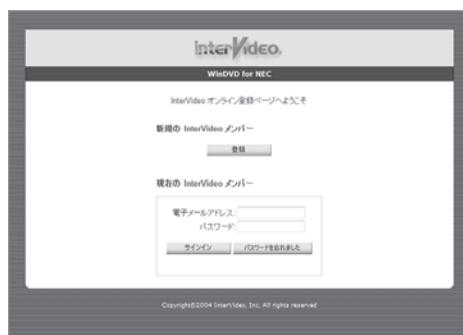 InterVideo.
WinDVD for NEC
InterVideo オンライン登録ページへようこそ
新規の InterVideo メンバー
登録
現在の InterVideo メンバー
電子メールアドレス:
パスワード:
サインイン パスワードを忘れました
Copyright©2004 InterVideo, Inc. All rights reserved